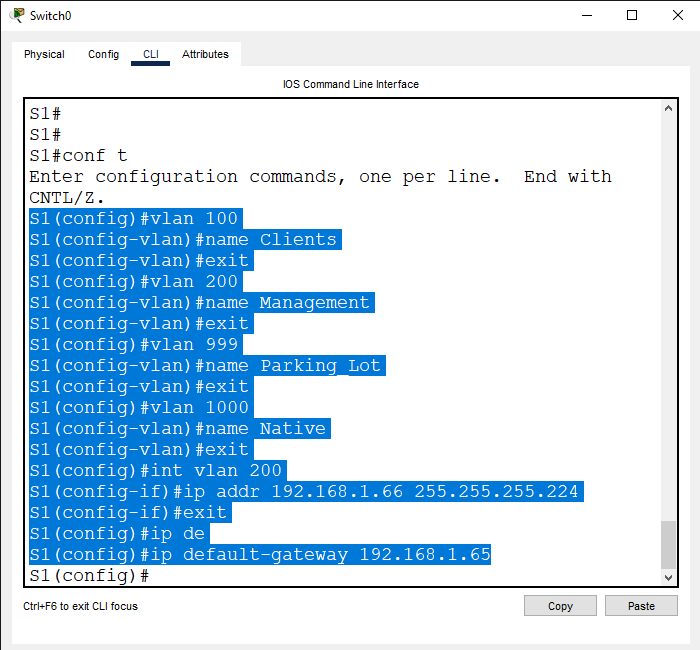 Switch0
Physical Config CLI Attributes
IOS Command Line Interface
S1#
S1#
S1#conf t
Enter configuration commands, one per line.  End with
CNTL/Z.
S1(config)#vlan 100
S1(config-vlan)#name Clients
S1(config-vlan)#exit
S1(config)#vlan 200
S1(config-vlan)#name Management
S1(config-vlan)#exit
S1(config)#vlan 999
S1(config-vlan)#name Parking_Lot
S1(config-vlan)#exit
S1(config)#vlan 1000
S1(config-vlan)#name Native
S1(config-vlan)#exit
S1(config)#int vlan 200
S1(config-if)#ip addr 192.168.1.66 255.255.255.224
S1(config-if)#exit
S1(config)#ip de
S1(config)#ip default-gateway 192.168.1.65
S1(config)#
Ctrl+F6 to exit CLI focus Copy Paste